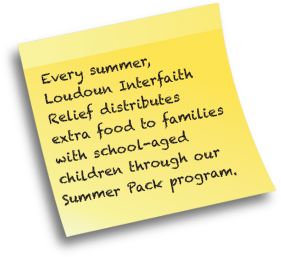 Every summer,
Loudoun Interfaith
Relief distributes
extra food to families
with school-aged
children through our
Summer Pack program.